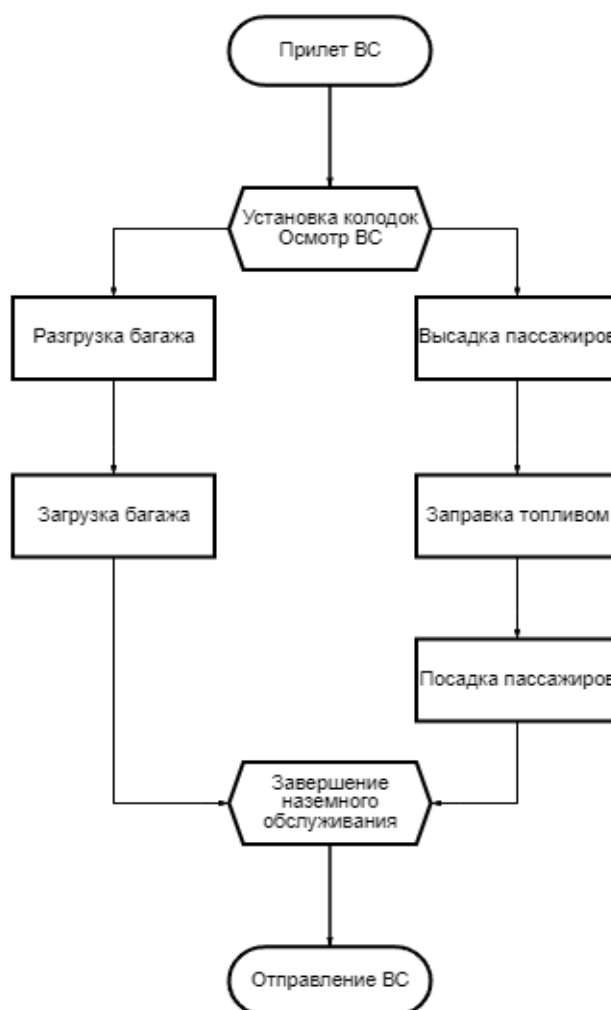 Прилет ВС
Установка колодок
Осмотр ВС
Разгрузка багажа
Высадка пассажиров
Загрузка багажа
Заправка топливом
Посадка пассажиров
Завершение
наземного
обслуживания
Отправление ВС